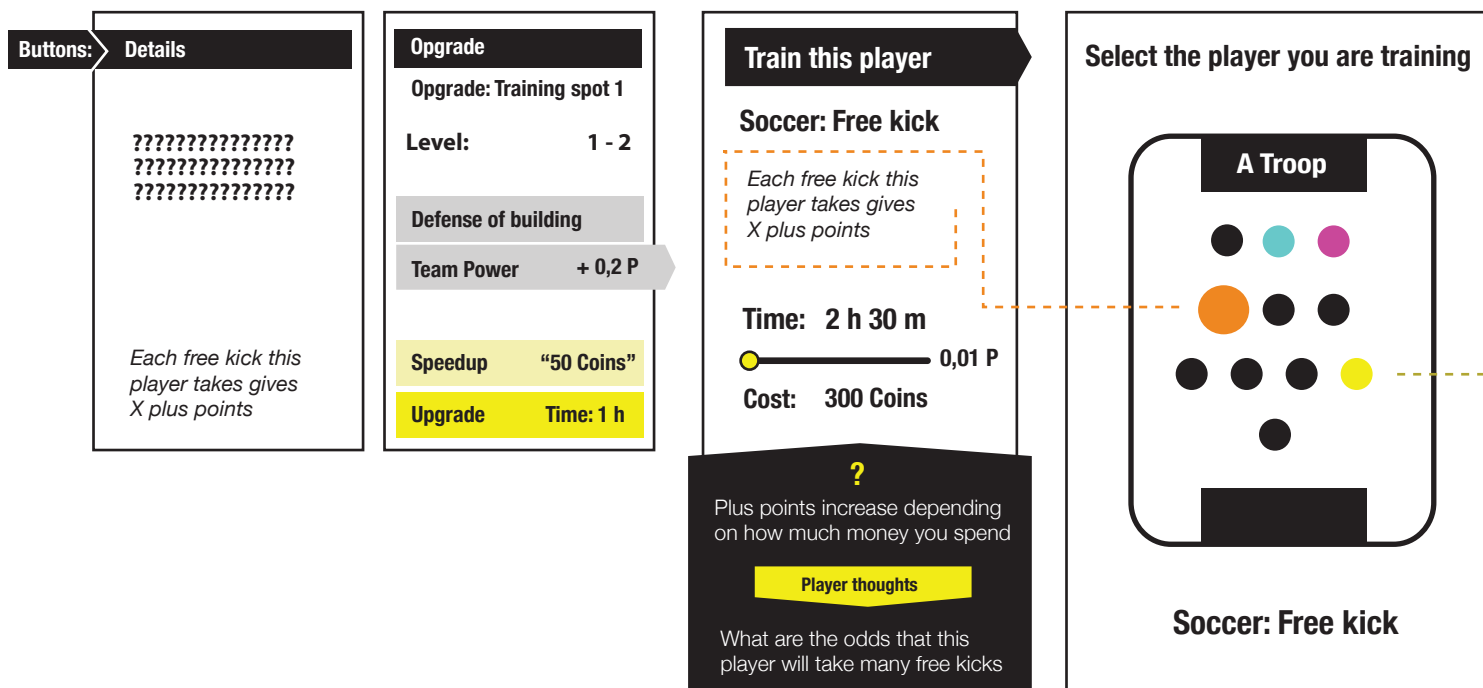 Buttons:
Details
???????????????
???????????????
???????????????
Each free kick this
player takes gives
X plus points
Opgrade
Opgrade: Training spot 1
Level: 1 - 2
Defense of building
Team Power + 0,2 P
Speedup “50 Coins”
Upgrade Time: 1 h
Train this player
Soccer: Free kick
Each free kick this
player takes gives
X plus points
Time: 2 h 30 m
0,01 P
Cost: 300 Coins
?
Plus points increase depending
on how much money you spend
Player thoughts
What are the odds that this
player will take many free kicks
Select the player you are training
A Troop
Soccer: Free kick